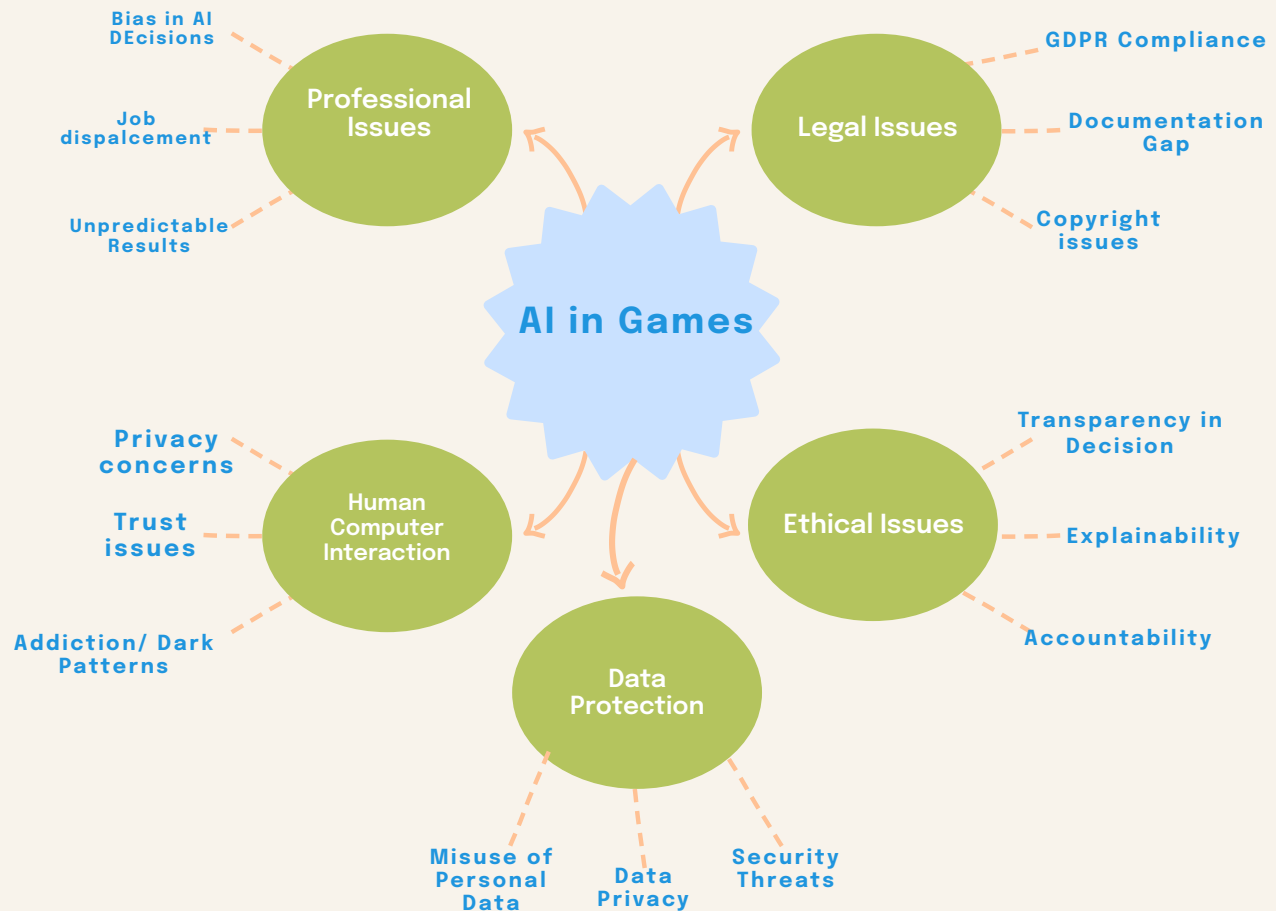 Bias in AI
DEcisions
Job
dispalcement
Unpredictable
Results
Professional
Issues
Legal Issues
GDPR Compliance
Documentation
Gap
Copyright
issues
AI in Games
Privacy
concerns
Trust
issues
Addiction/ Dark
Patterns
Human
Computer
Interaction
Ethical Issues
Transparency in
Decision
Explainability
Accountability
Data
Protection
Misuse of
Personal
Data
Data
Privacy
Security
Threats